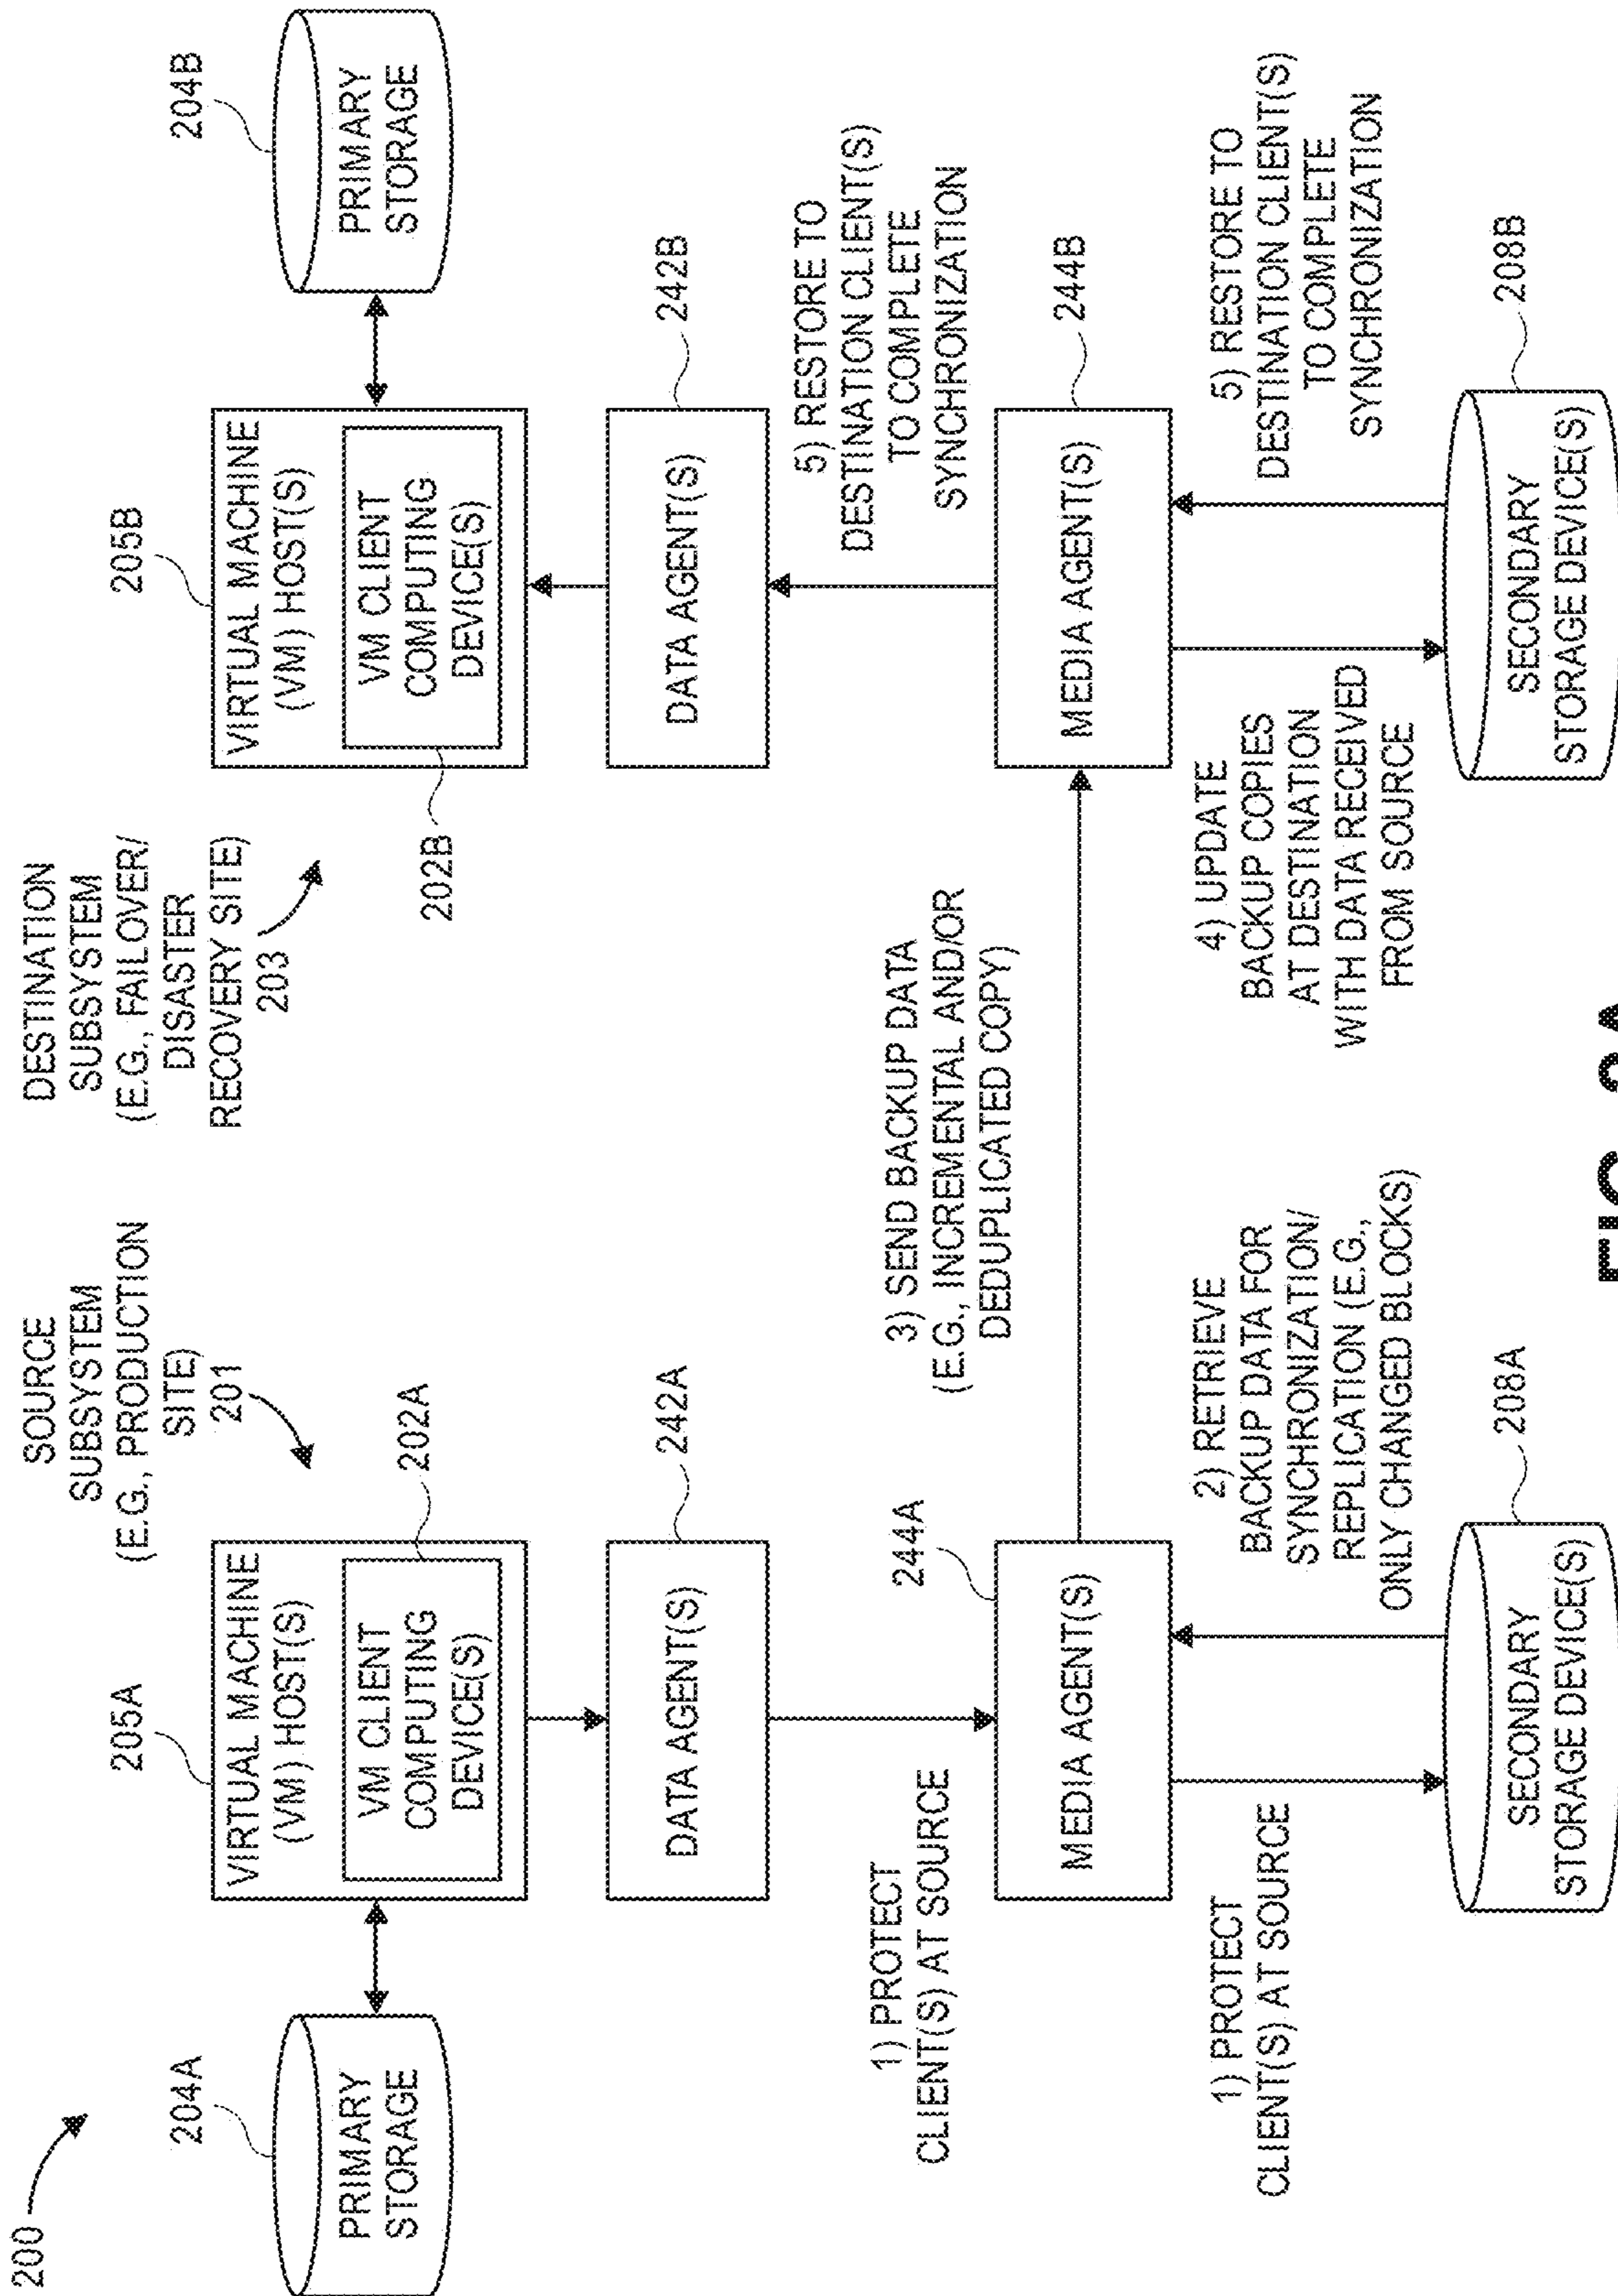 200
SOURCE
SUBSYSTEM
(E.G., PRODUCTION
SITE)
201
DESTINATION
SUBSYSTEM
(E.G., FAILOVER/
DISASTER
RECOVERY SITE)
203
204A
PRIMARY
STORAGE
205A
VIRTUAL MACHINE
(VM) HOST(S)
VM CLIENT
COMPUTING
DEVICE(S)
202A
205B
VIRTUAL MACHINE
(VM) HOST(S)
VM CLIENT
COMPUTING
DEVICE(S)
202B
204B
PRIMARY
STORAGE
DATA AGENT(S)
242A
DATA AGENT(S)
242B
1) PROTECT
CLIENT(S) AT SOURCE
3) SEND BACKUP DATA
(E.G., INCREMENTAL AND/OR
DEDUPLICATED COPY)
5) RESTORE TO
DESTINATION CLIENT(S)
TO COMPLETE
SYNCHRONIZATION
244A
MEDIA AGENT(S)
MEDIA AGENT(S)
244B
1) PROTECT
CLIENT(S) AT SOURCE
2) RETRIEVE
BACKUP DATA FOR
SYNCHRONIZATION/
REPLICATION (E.G.,
ONLY CHANGED BLOCKS)
4) UPDATE
BACKUP COPIES
AT DESTINATION
WITH DATA RECEIVED
FROM SOURCE
5) RESTORE TO
DESTINATION CLIENT(S)
TO COMPLETE
SYNCHRONIZATION
SECONDARY
STORAGE DEVICE(S)
208A
SECONDARY
STORAGE DEVICE(S)
208B